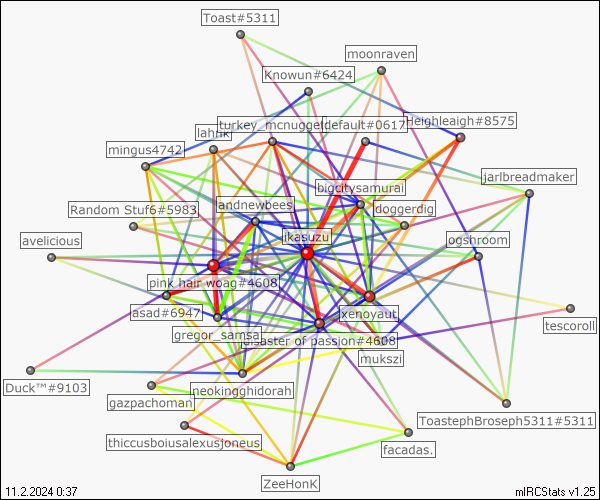 Toast#5311
moonraven
Knowun#6424
turkey_mcnugget
default#0617
Heighleaigh#8575
lahnk
mingus4742
jarlbreadmaker
bigcitysamurai
andnewbees
doggerdig
Random Stuf6#5983
ikasuzu
avelicious
ogshroom
pink hair woag#4608
xenoyaut
asad#6947
tescoroll
gregor_samsa
disaster of passion#4608
mukszi
Duck™#9103
neokingghidorah
gazpachoman
ToastephBroseph5311#5311
thiccusboiusalexusjoneus
facadas.
ZeeHonK
11.2.2024 0:37
mIRCStats v1.25